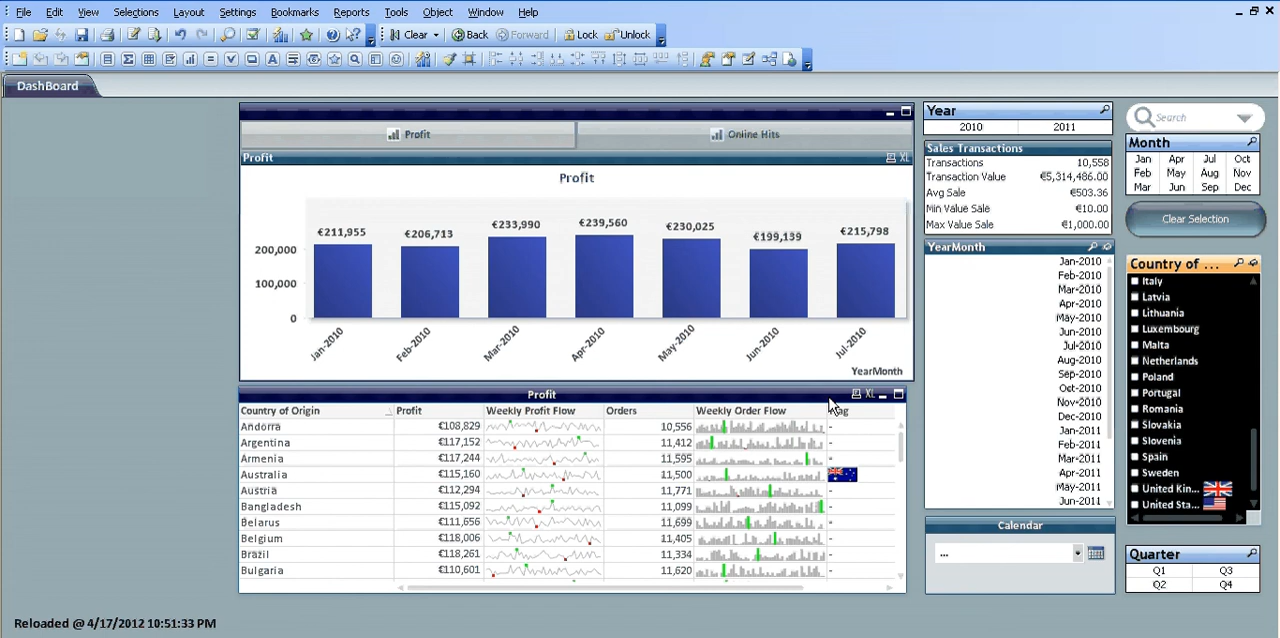 File Edit View Selections Layout Settings Bookmarks Reports Tools Object Window Help
Clear Back Forward Lock Unlock
DashBoard
Profit Online Hits
Profit XL
Profit
€211,955 €206,713 €233,990 €239,560 €230,025 €199,139 €215,798
200,000
100,000
0
Jan-2010 Feb-2010 Mar-2010 Apr-2010 May-2010 Jun-2010 Jul-2010
YearMonth
Profit XL
Country of Origin Profit Weekly Profit Flow Orders Weekly Order Flow
Andorra €108,829 10,556 -
Argentina €117,152 11,412 -
Armenia €117,244 11,595 -
Australia €115,160 11,500
Austria €112,294 11,771 -
Bangladesh €115,092 11,099 -
Belarus €111,656 11,699 -
Belgium €118,006 11,405 -
Brazil €118,261 11,334 -
Bulgaria €110,601 11,620 -
Year
2010 2011
Sales Transactions
Transactions 10,558
Transaction Value €5,314,486.00
Avg Sale €503.36
Min Value Sale €10.00
Max Value Sale €1,000.00
YearMonth
Jan-2010
Feb-2010
Mar-2010
Apr-2010
May-2010
Jun-2010
Jul-2010
Aug-2010
Sep-2010
Oct-2010
Nov-2010
Dec-2010
Jan-2011
Feb-2011
Mar-2011
Apr-2011
May-2011
Jun-2011
Calendar
...
Search
Month
Jan Apr Jul Oct
Feb May Aug Nov
Mar Jun Sep Dec
Clear Selection
Country of ...
Italy
Latvia
Lithuania
Luxembourg
Malta
Netherlands
Poland
Portugal
Romania
Slovakia
Slovenia
Spain
Sweden
United Kin...
United Sta...
Quarter
Q1 Q3
Q2 Q4
Reloaded @ 4/17/2012 10:51:33 PM